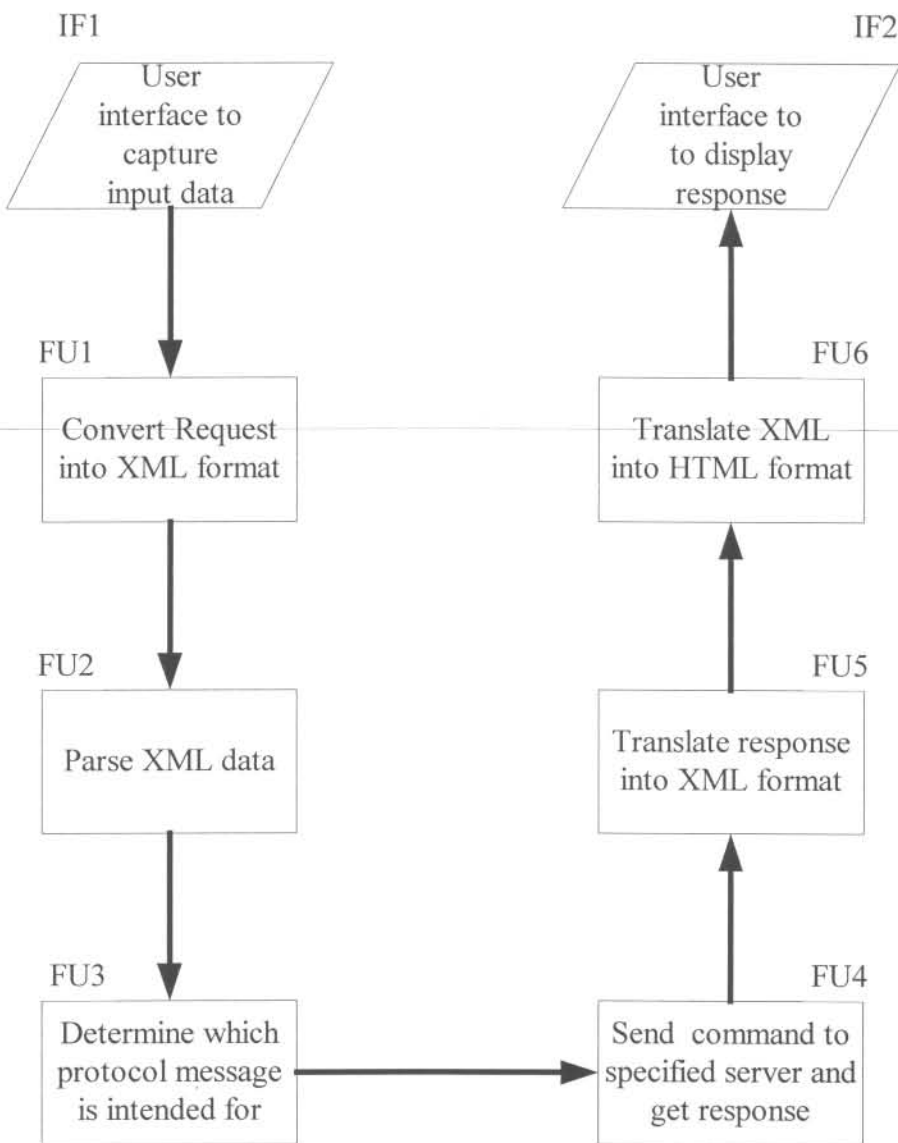 IF1
User
interface to
capture
input data
FU1
Convert Request
into XML format
FU2
Parse XML data
FU3
Determine which
protocol message
is intended for
FU4
Send command to
specified server and
get response
FU5
Translate response
into XML format
FU6
Translate XML
into HTML format
IF2
User
interface to
to display
response